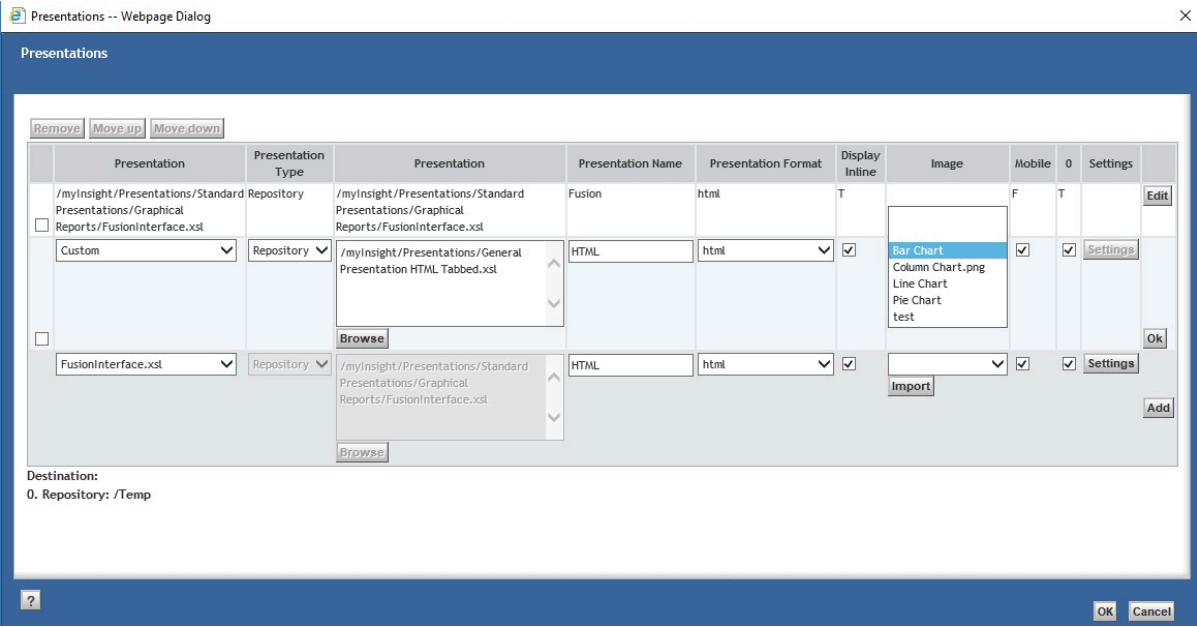 Presentations -- Webpage Dialog
Presentations
Remove Move up Move down
Presentation
Presentation Type
Presentation
Presentation Name
Presentation Format
Display Inline
Image
Mobile
0
Settings
/myInsight/Presentations/Standard
Presentations/Graphical
Reports/FusionInterface.xsl
Repository
/myInsight/Presentations/Standard
Presentations/Graphical
Reports/FusionInterface.xsl
Fusion
html
T
F
T
Edit
Custom
Repository
/myInsight/Presentations/General
Presentation HTML Tabbed.xsl
Browse
HTML
html
Bar Chart
Column Chart.png
Line Chart
Pie Chart
test
Settings
Ok
FusionInterface.xsl
Repository
/myInsight/Presentations/Standard
Presentations/Graphical
Reports/FusionInterface.xsl
Browse
HTML
html
Import
Settings
Add
Destination:
0. Repository: /Temp
?
OK Cancel